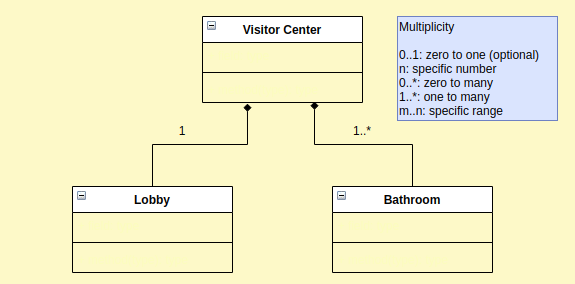 Visitor Center
Multiplicity
0..1: zero to one (optional)
n: specific number
0..*: zero to many
1..*: one to many
m..n: specific range
1
1..*
Lobby
Bathroom